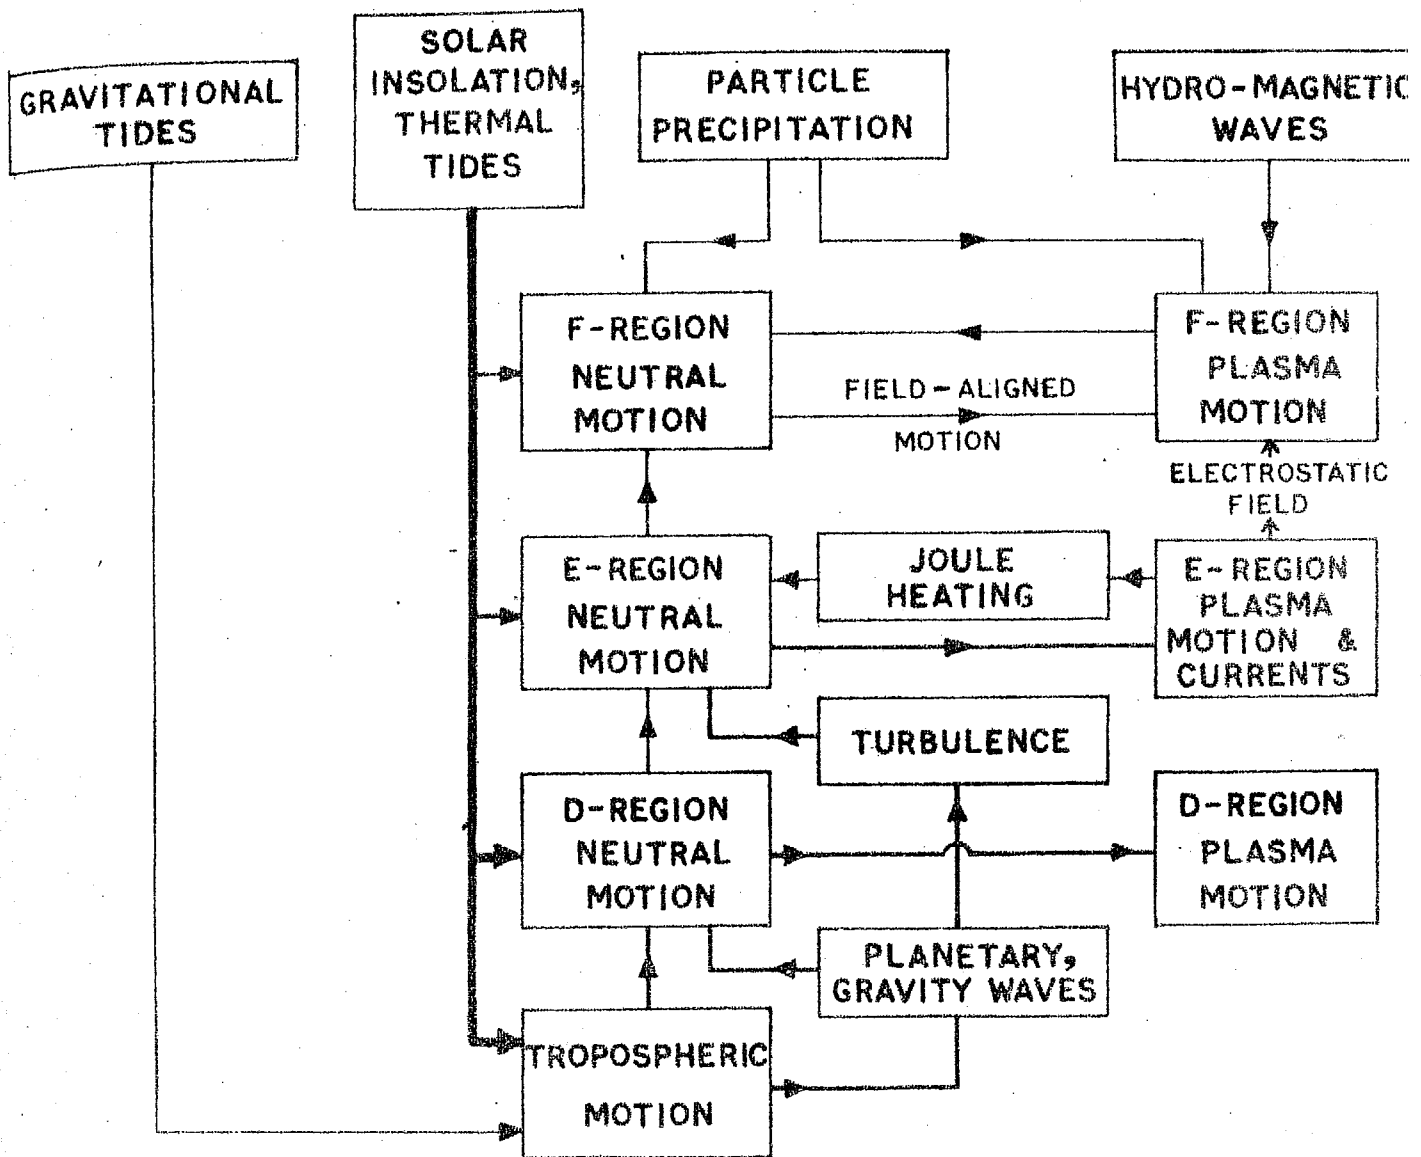 GRAVITATIONAL
TIDES
SOLAR
INSOLATION,
THERMAL
TIDES
PARTICLE
PRECIPITATION
HYDRO-MAGNETIC
WAVES
F-REGION
NEUTRAL
MOTION
FIELD-ALIGNED
MOTION
F-REGION
PLASMA
MOTION
ELECTROSTATIC
FIELD
E-REGION
NEUTRAL
MOTION
JOULE
HEATING
E-REGION
PLASMA
MOTION &
CURRENTS
TURBULENCE
D-REGION
NEUTRAL
MOTION
D-REGION
PLASMA
MOTION
PLANETARY,
GRAVITY WAVES
TROPOSPHERIC
MOTION